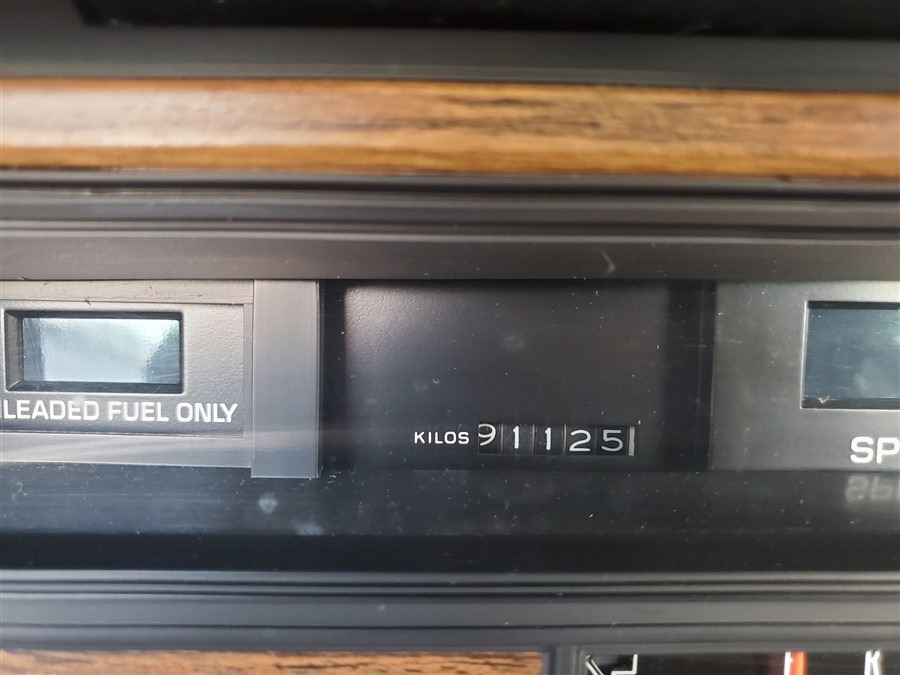 LEADED FUEL ONLY
KILOS 91125
SP
R